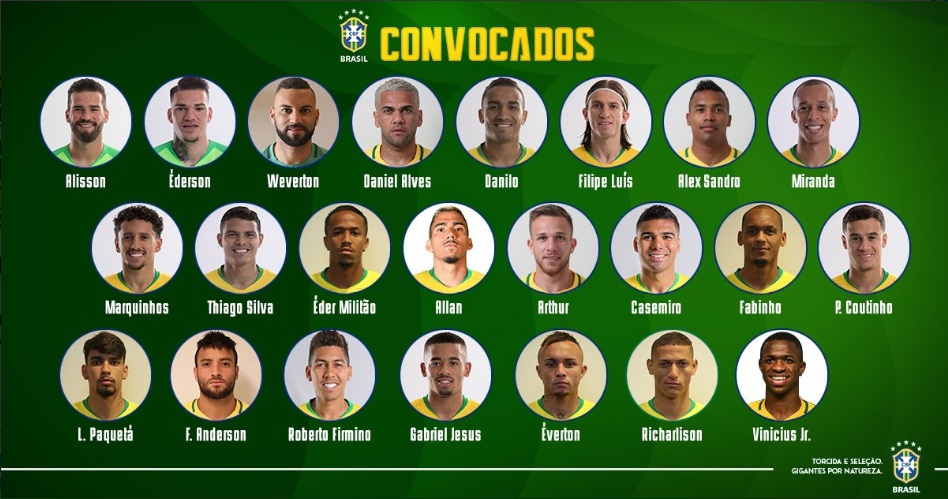 CBF
BRASIL
CONVOCADOS
Alisson
Éderson
Weverton
Daniel Alves
Danilo
Filipe Luís
Alex Sandro
Miranda
Marquinhos
Thiago Silva
Éder Militão
Allan
Arthur
Casemiro
Fabinho
P. Coutinho
L. Paquetá
F. Anderson
Roberto Firmino
Gabriel Jesus
Éverton
Richarlison
Vinicius Jr.
TORCIDA E SELEÇÃO.
GIGANTES POR NATUREZA.
CBF
BRASIL